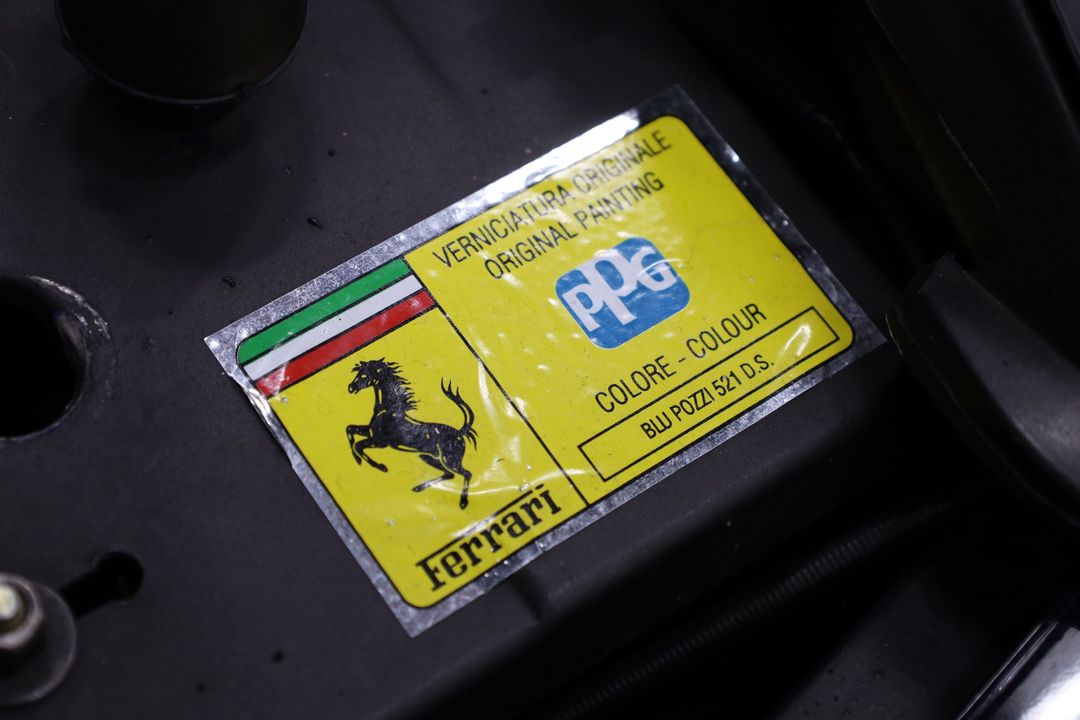 VERNICIATURA ORIGINALE
ORIGINAL PAINTING
PPG
COLORE - COLOUR
BLU POZZI 521 D.S.
Ferrari